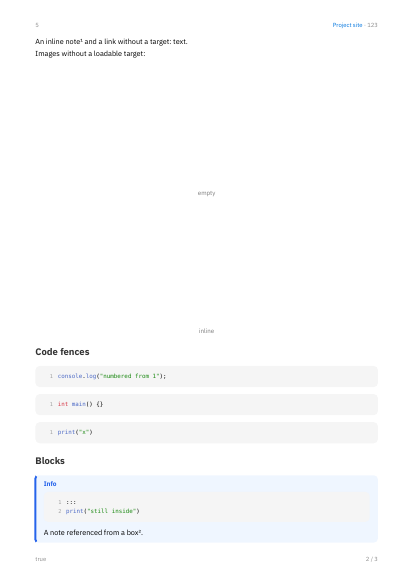 5 Project site · 123
An inline note¹ and a link without a target: text.
Images without a loadable target:
empty
inline
Code fences
1 console.log("numbered from 1");
1 int main() {}
1 print("x")
Blocks
Info
1 :::
2 print("still inside")
A note referenced from a box².
true 2 / 3